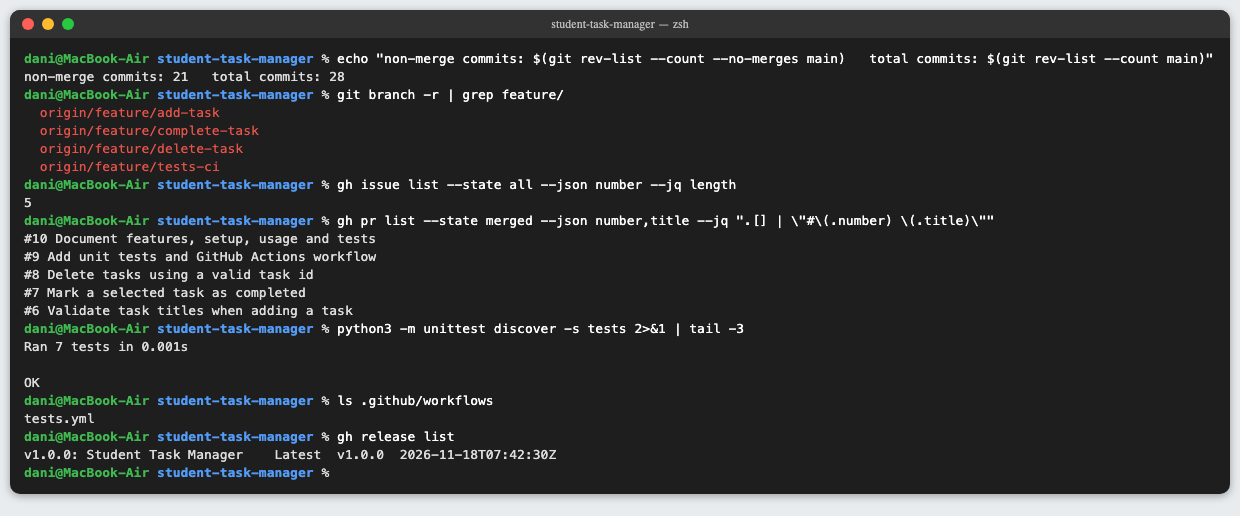 student-task-manager — zsh
dani@MacBook-Air student-task-manager % echo "non-merge commits: $(git rev-list --count --no-merges main)   total commits: $(git rev-list --count main)"
non-merge commits: 21   total commits: 28
dani@MacBook-Air student-task-manager % git branch -r | grep feature/
  origin/feature/add-task
  origin/feature/complete-task
  origin/feature/delete-task
  origin/feature/tests-ci
dani@MacBook-Air student-task-manager % gh issue list --state all --json number --jq length
5
dani@MacBook-Air student-task-manager % gh pr list --state merged --json number,title --jq ".[] | \"#\(.number) \(.title)\""
#10 Document features, setup, usage and tests
#9 Add unit tests and GitHub Actions workflow
#8 Delete tasks using a valid task id
#7 Mark a selected task as completed
#6 Validate task titles when adding a task
dani@MacBook-Air student-task-manager % python3 -m unittest discover -s tests 2>&1 | tail -3
Ran 7 tests in 0.001s

OK
dani@MacBook-Air student-task-manager % ls .github/workflows
tests.yml
dani@MacBook-Air student-task-manager % gh release list
v1.0.0: Student Task Manager    Latest  v1.0.0  2026-11-18T07:42:30Z
dani@MacBook-Air student-task-manager %